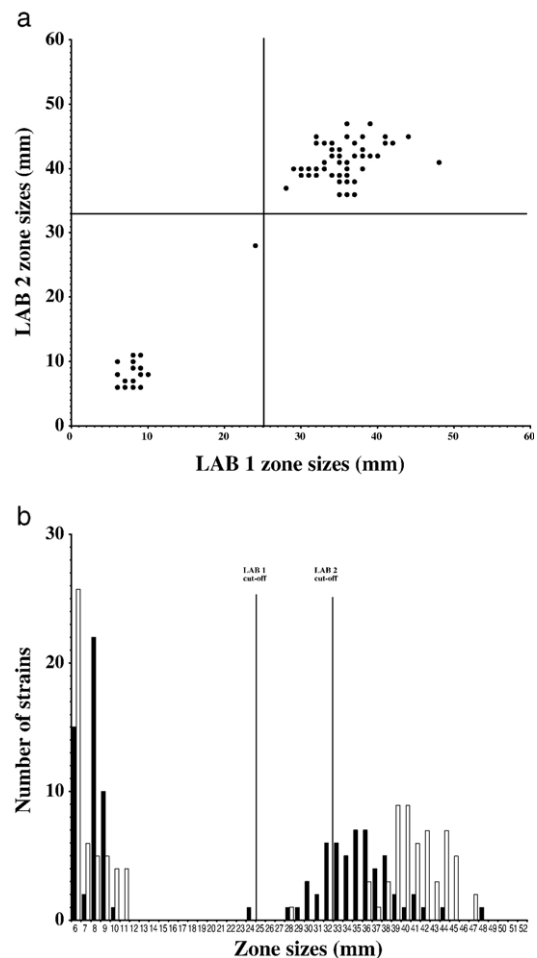 a
60
50
40
30
20
10
0
LAB 2 zone sizes (mm)
0 10 20 30 40 50 60
LAB 1 zone sizes (mm)
b
30
20
10
0
Number of strains
LAB 1 LAB 2
cut-off cut-off
6 7 8 9 10 11 12 13 14 15 16 17 18 19 20 21 22 23 24 25 26 27 28 29 30 31 32 33 34 35 36 37 38 39 40 41 42 43 44 45 46 47 48 49 50 51 52
Zone sizes (mm)